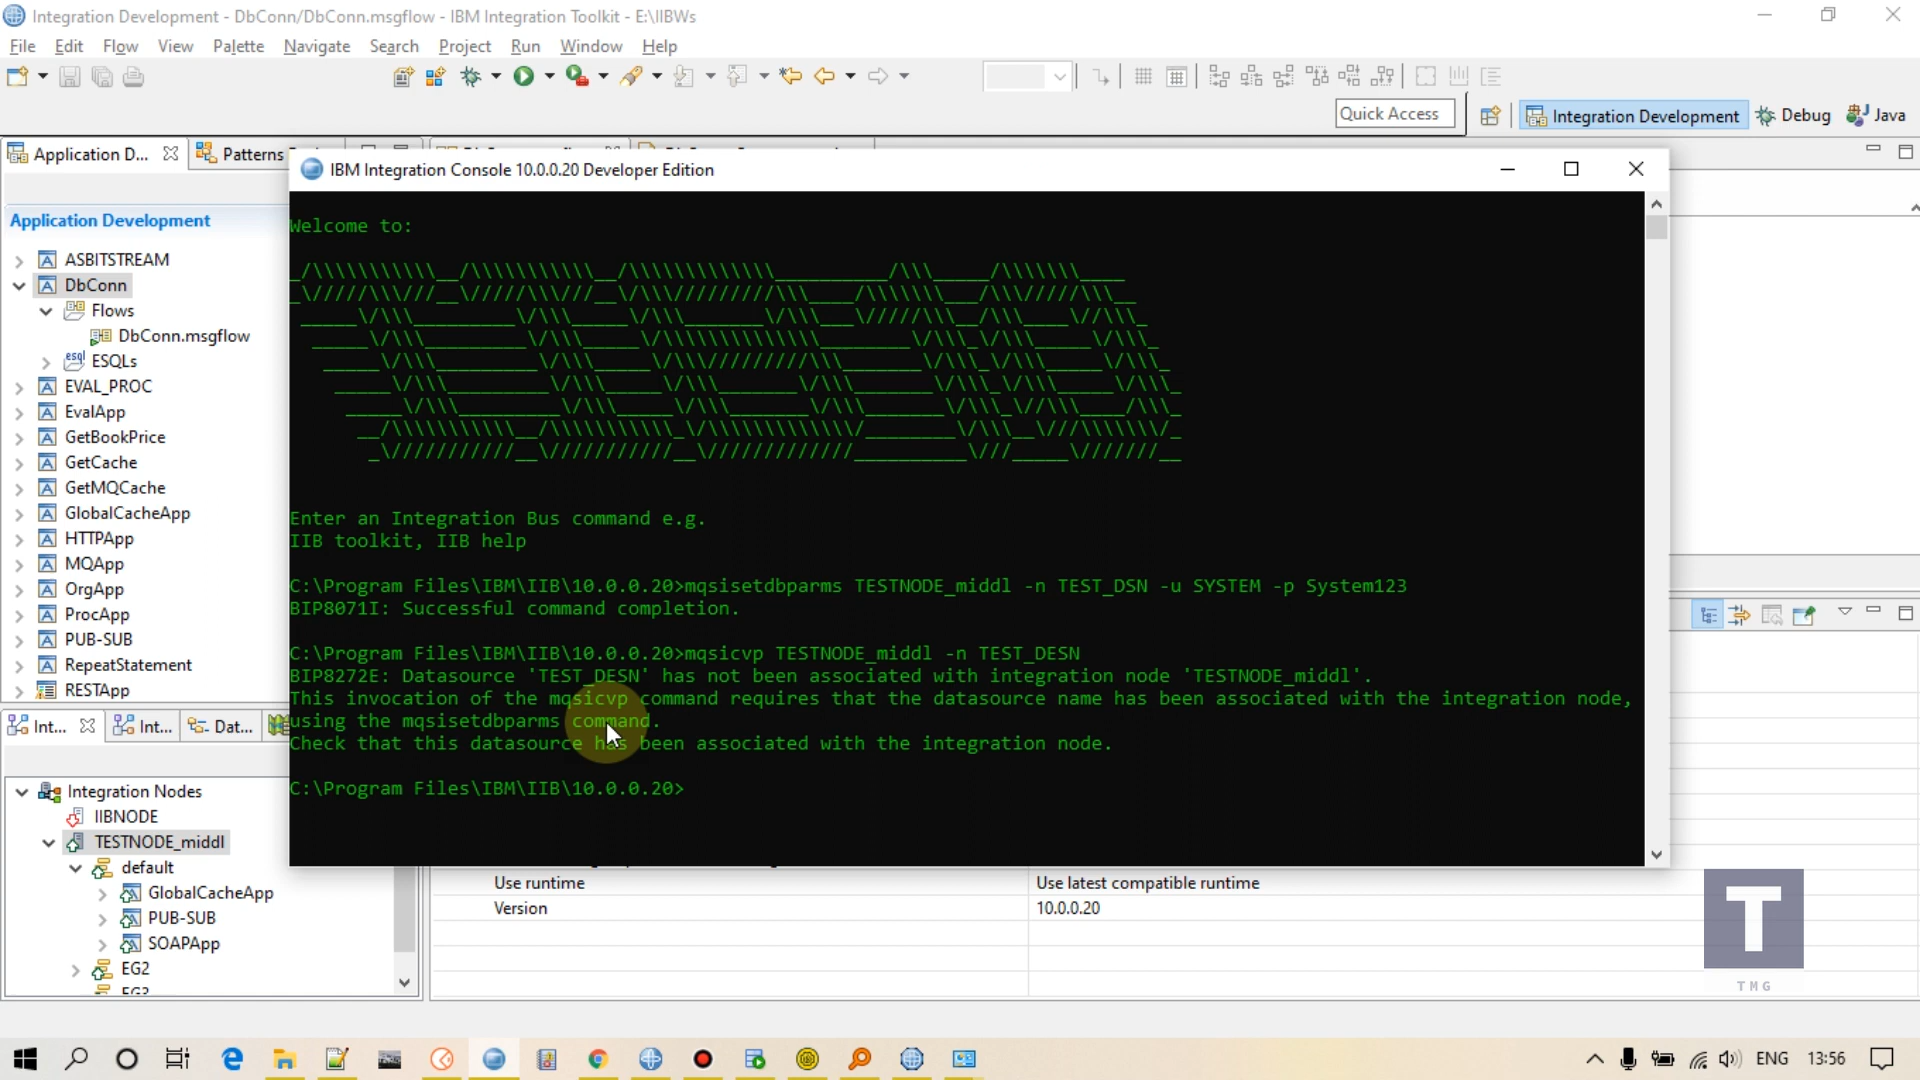 Integration Development - DbConn/DbConn.msgflow - IBM Integration Toolkit - E:\IIBWs
File Edit Flow View Palette Navigate Search Project Run Window Help
Quick Access
Integration Development
Debug
Java
Application D...
Patterns
IBM Integration Console 10.0.0.20 Developer Edition
Application Development
ASBITSTREAM
DbConn
Flows
DbConn.msgflow
ESQLs
EVAL_PROC
EvalApp
GetBookPrice
GetCache
GetMQCache
GlobalCacheApp
HTTPApp
MQApp
OrgApp
ProcApp
PUB-SUB
RepeatStatement
RESTApp
Welcome to:
Enter an Integration Bus command e.g.
IIB toolkit, IIB help
C:\Program Files\IBM\IIB\10.0.0.20>mqsisetdbparms TESTNODE_middl -n TEST_DSN -u SYSTEM -p System123
BIP8071I: Successful command completion.
C:\Program Files\IBM\IIB\10.0.0.20>mqsicvp TESTNODE_middl -n TEST_DESN
BIP8272E: Datasource 'TEST_DESN' has not been associated with integration node 'TESTNODE_middl'.
This invocation of the mqsicvp command requires that the datasource name has been associated with the integration node,
using the mqsisetdbparms command.
Check that this datasource has been associated with the integration node.
C:\Program Files\IBM\IIB\10.0.0.20>
Int...
Int...
Dat...
Integration Nodes
IIBNODE
TESTNODE_middl
default
GlobalCacheApp
PUB-SUB
SOAPApp
EG2
EG3
Use runtime
Use latest compatible runtime
Version
10.0.0.20
T
TMG
ENG
13:56